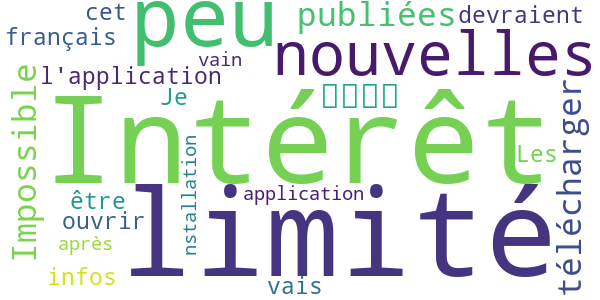 cet
peu
publiées
devraient
français
nouvelles
vain
l'application
Je
Impossible
Intérêt
télécharger
Les
nstallation
limité
application
être
ouvrir
après
infos
vais